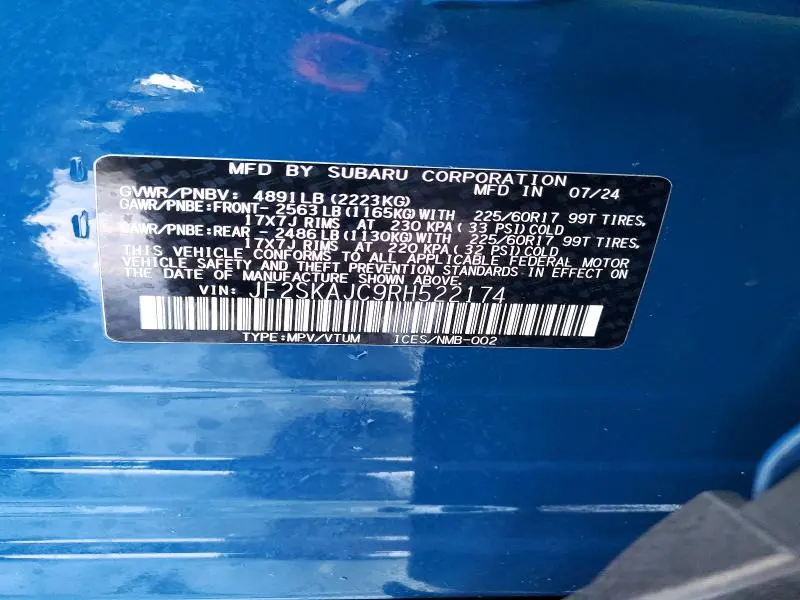 MFD BY SUBARU CORPORATION
GVWR/PNBV: 4891LB (2223KG) MFD IN 07/24
GAWR/PNBE:FRONT- 2563 LB (1165KG) WITH 225/60R17 99T TIRES,
17X7J RIMS AT 230 KPA ( 33 PSI) COLD
GAWR/PNBE:REAR - 2486 LB (1130KG) WITH 225/60R17 99T TIRES,
17X7J RIMS AT 220 KPA ( 32 PSI) COLD
THIS VEHICLE CONFORMS TO ALL APPLICABLE FEDERAL MOTOR
VEHICLE SAFETY AND THEFT PREVENTION STANDARDS IN EFFECT ON
THE DATE OF MANUFACTURE SHOWN ABOVE.
VIN: JF2SKAJC9RH522174
TYPE:MPV/VTUM ICES/NMB-002